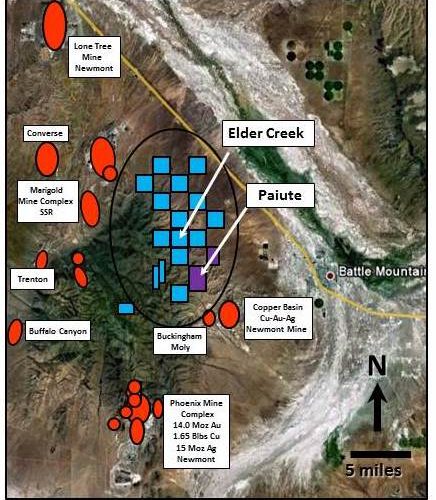 Lone Tree
Mine
Newmont
Converse
Elder Creek
Marigold
Mine Complex
SSR
Paiute
Trenton
Battle Mountai
Buffalo Canyon
Buckingham
Moly
Copper Basin
Cu-Au-Ag
Newmont Mine
N
Phoenix Mine
Complex
14.0 Moz Au
1.65 Blbs Cu
15 Moz Ag
Newmont
5 miles